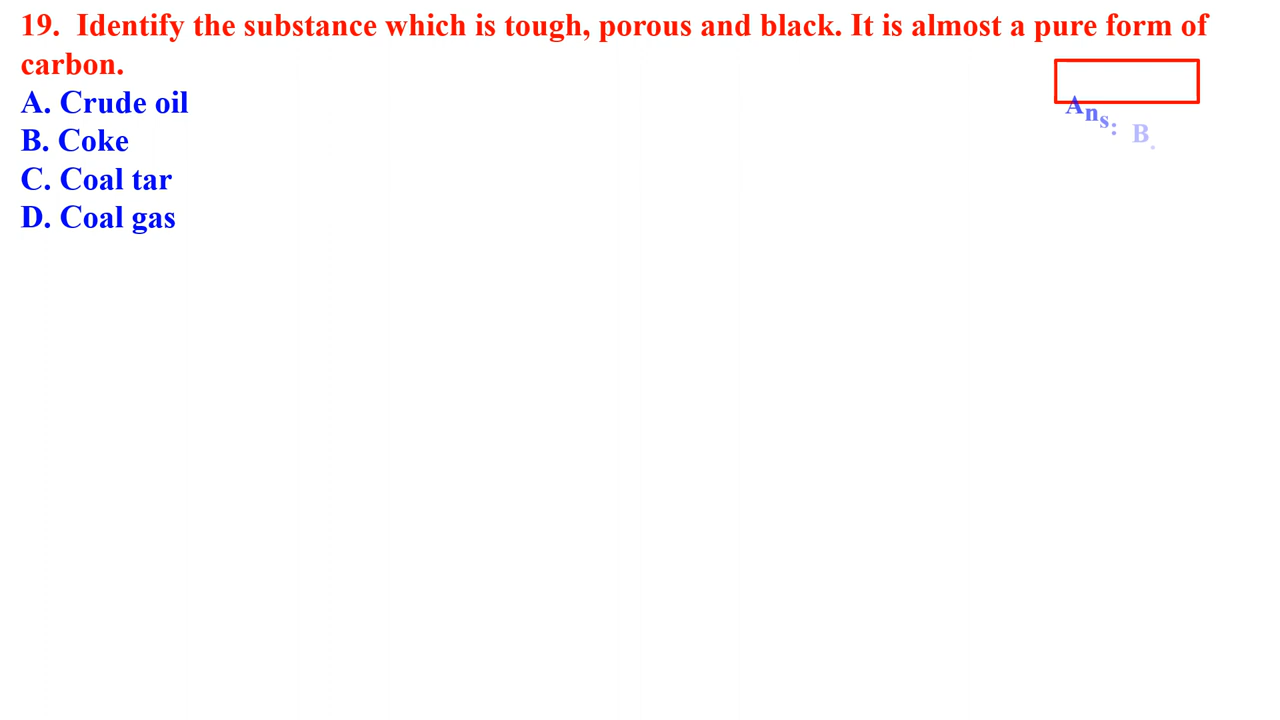 19. Identify the substance which is tough, porous and black. It is almost a pure form of
carbon.
Ans: B.
A. Crude oil
B. Coke
C. Coal tar
D. Coal gas